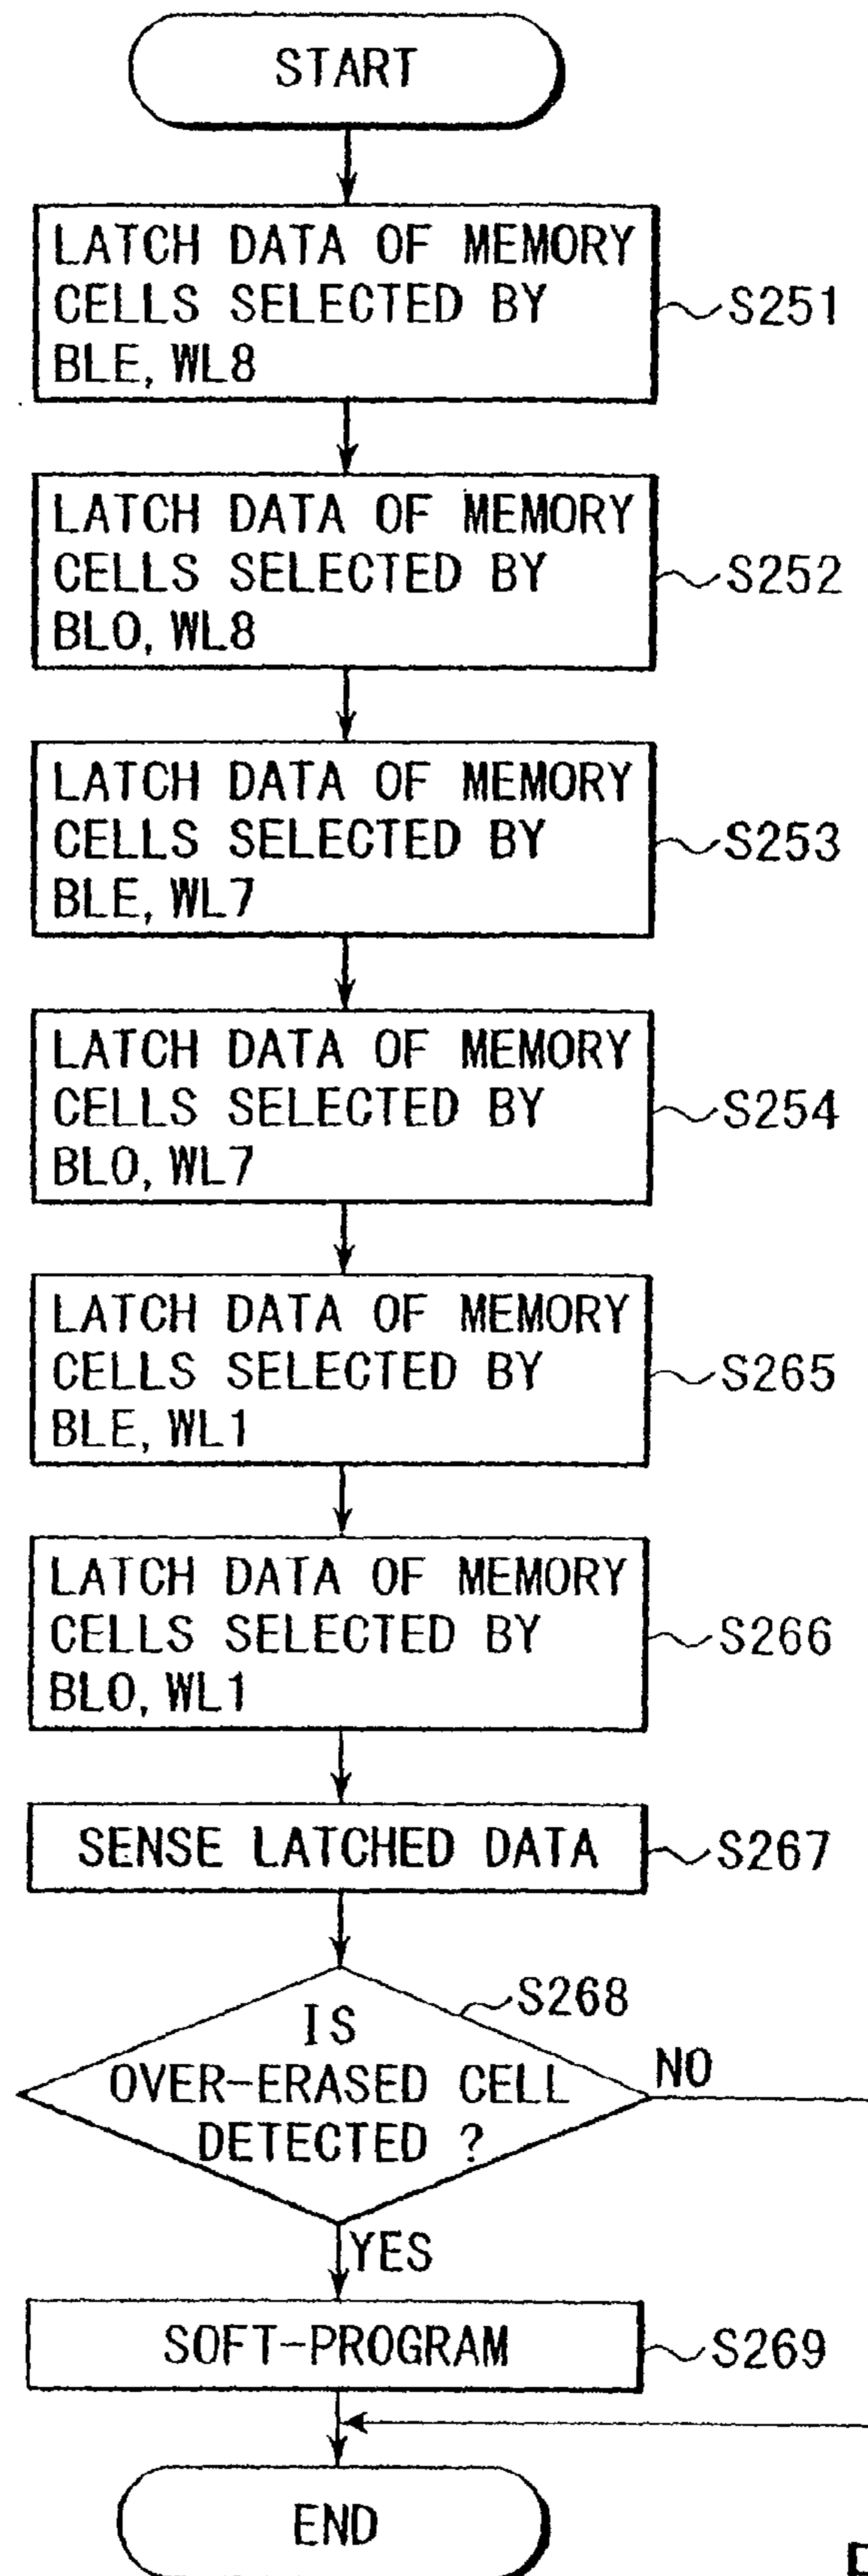 START
LATCH DATA OF MEMORY
CELLS SELECTED BY
BLE, WL8
S251
LATCH DATA OF MEMORY
CELLS SELECTED BY
BLO, WL8
S252
LATCH DATA OF MEMORY
CELLS SELECTED BY
BLE, WL7
S253
LATCH DATA OF MEMORY
CELLS SELECTED BY
BLO, WL7
S254
LATCH DATA OF MEMORY
CELLS SELECTED BY
BLE, WL1
S265
LATCH DATA OF MEMORY
CELLS SELECTED BY
BLO, WL1
S266
SENSE LATCHED DATA
S267
S268
IS
OVER-ERASED CELL
DETECTED ?
NO
YES
SOFT-PROGRAM
S269
END